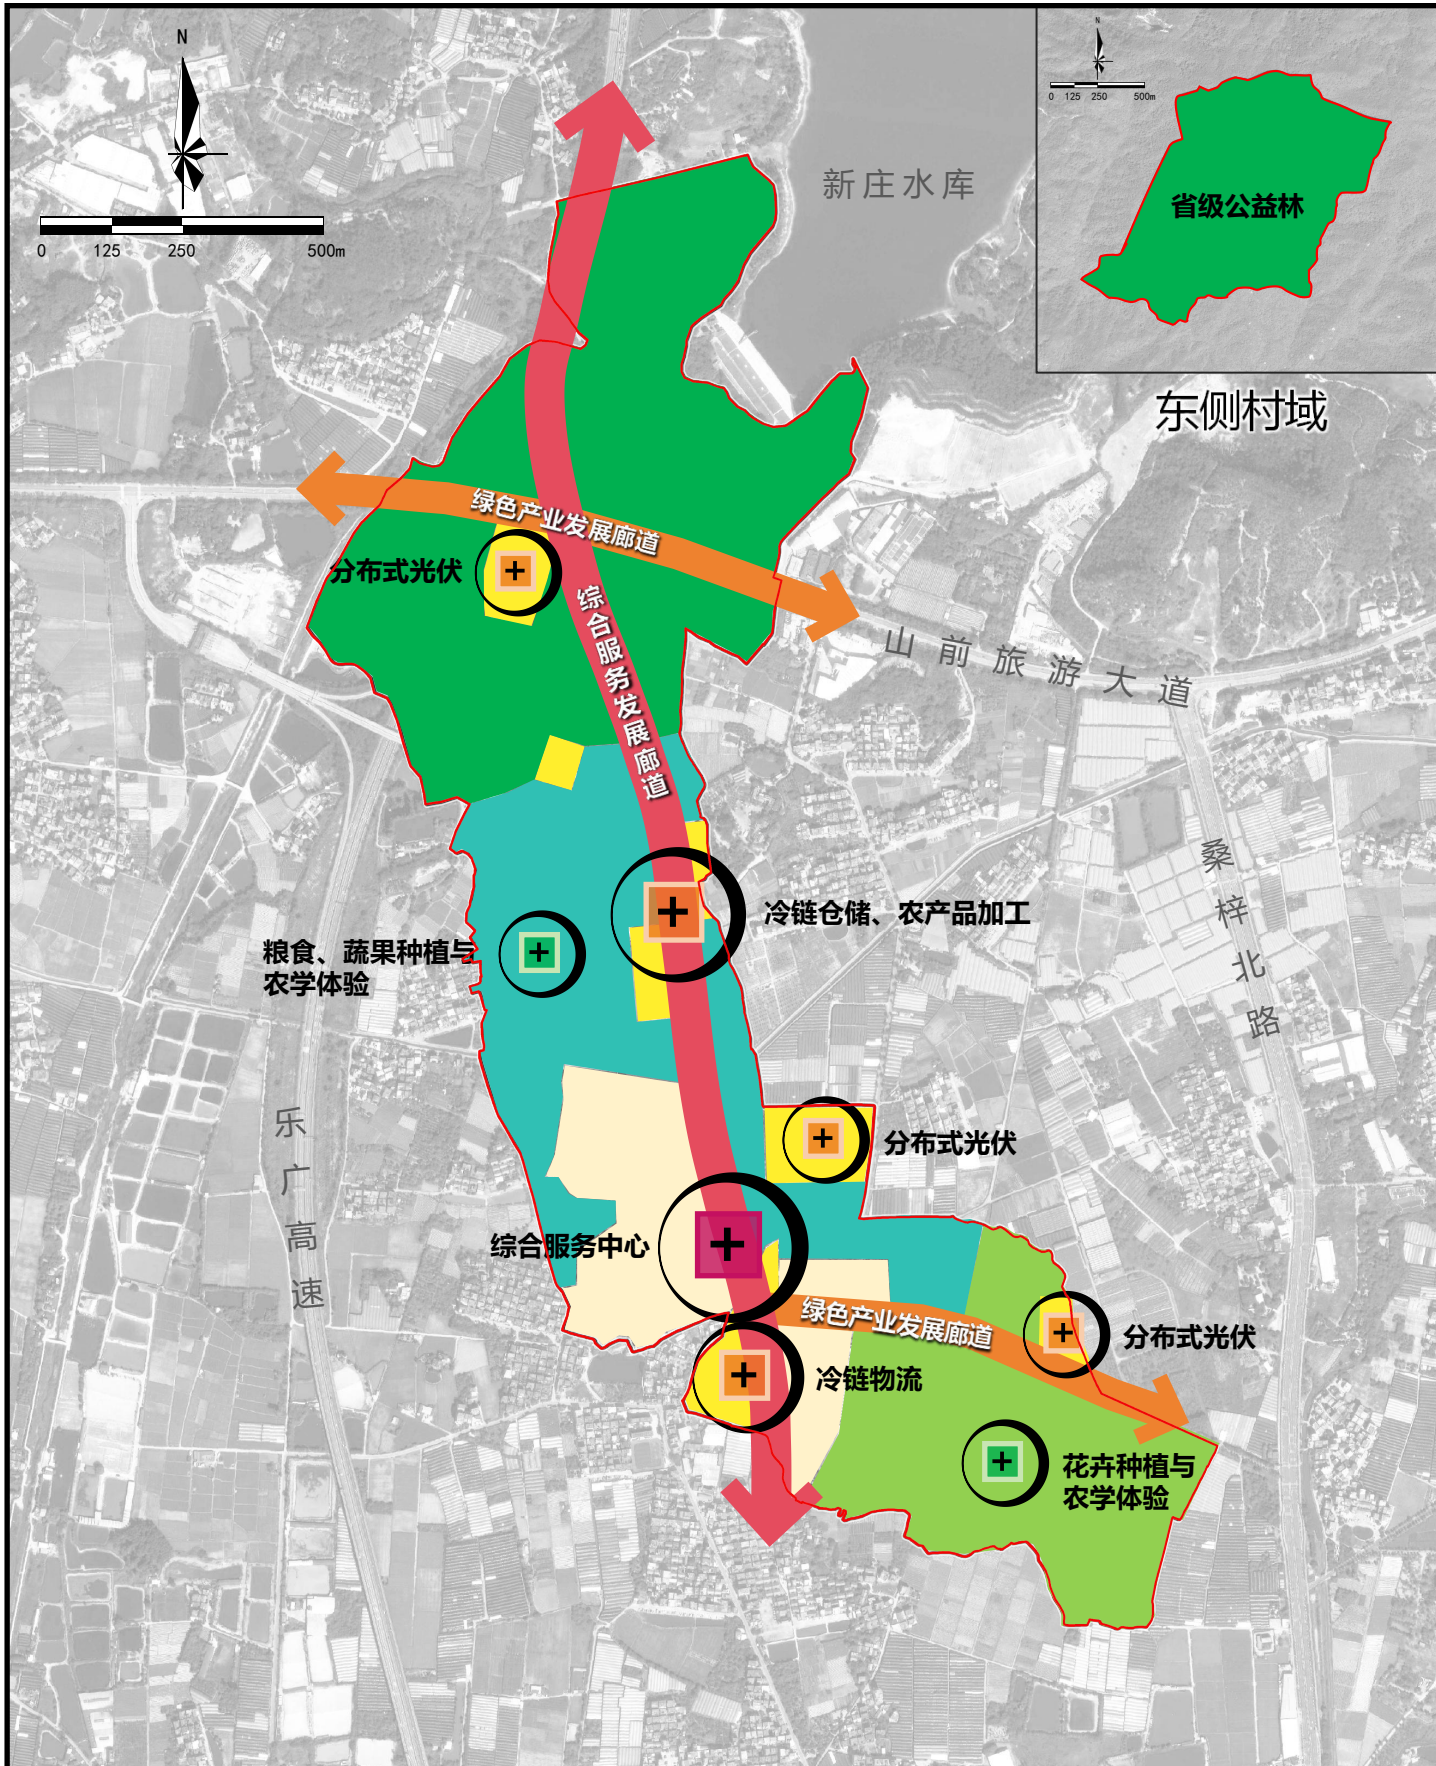 N
0 125 250 500m
N
0 125 250 500m
省级公益林
东侧村域
新庄水库
绿色产业发展廊道
分布式光伏
综合服务发展廊道
山前旅游大道
桑梓北路
冷链仓储、农产品加工
粮食、蔬果种植与
农学体验
乐广高速
分布式光伏
综合服务中心
绿色产业发展廊道
分布式光伏
冷链物流
花卉种植与
农学体验